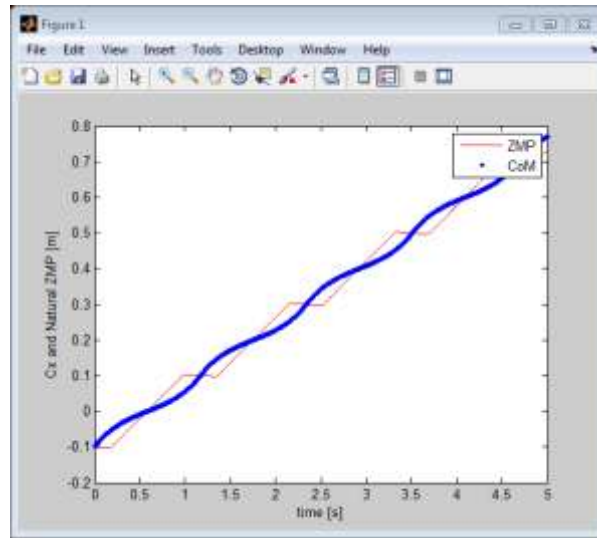 Figure 1
File Edit View Insert Tools Desktop Window Help
ZMP
CoM
Cx and Natural ZMP [m]
0.8
0.7
0.6
0.5
0.4
0.3
0.2
0.1
0
-0.1
-0.2
0 0.5 1 1.5 2 2.5 3 3.5 4 4.5 5
time [s]